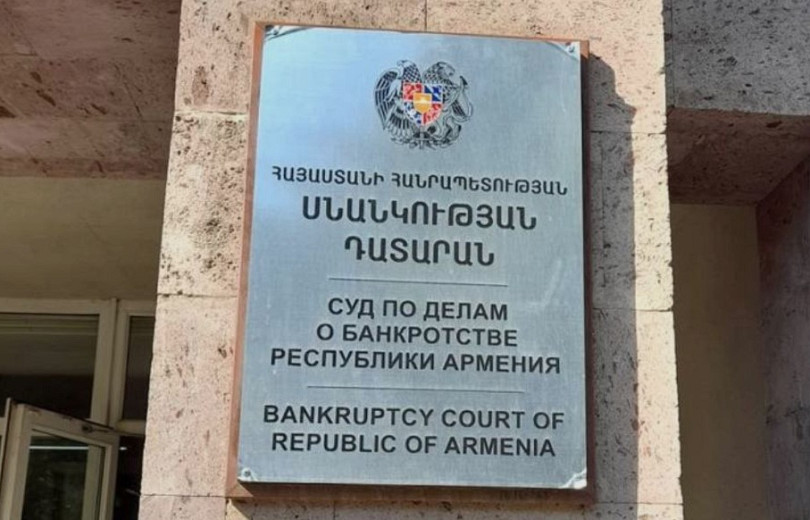 ՀԱՅԱՍՏԱՆԻ ՀԱՆՐԱՊԵՏՈՒԹՅԱՆ
ՍՆԱՆԿՈՒԹՅԱՆ
ԴԱՏԱՐԱՆ
СУД ПО ДЕЛАМ
О БАНКРОТСТВЕ
РЕСПУБЛИКИ АРМЕНИЯ
BANKRUPTCY COURT OF
REPUBLIC OF ARMENIA